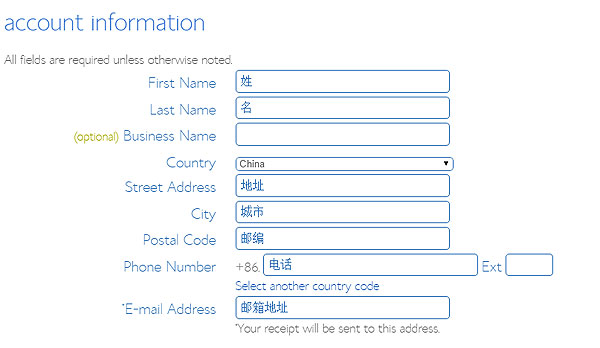 account information
All fields are required unless otherwise noted.
First Name 姓
Last Name 名
(optional) Business Name
Country China
Street Address 地址
City 城市
Postal Code 邮编
Phone Number +86. 电话 Ext
Select another country code
*E-mail Address 邮箱地址
*Your receipt will be sent to this address.